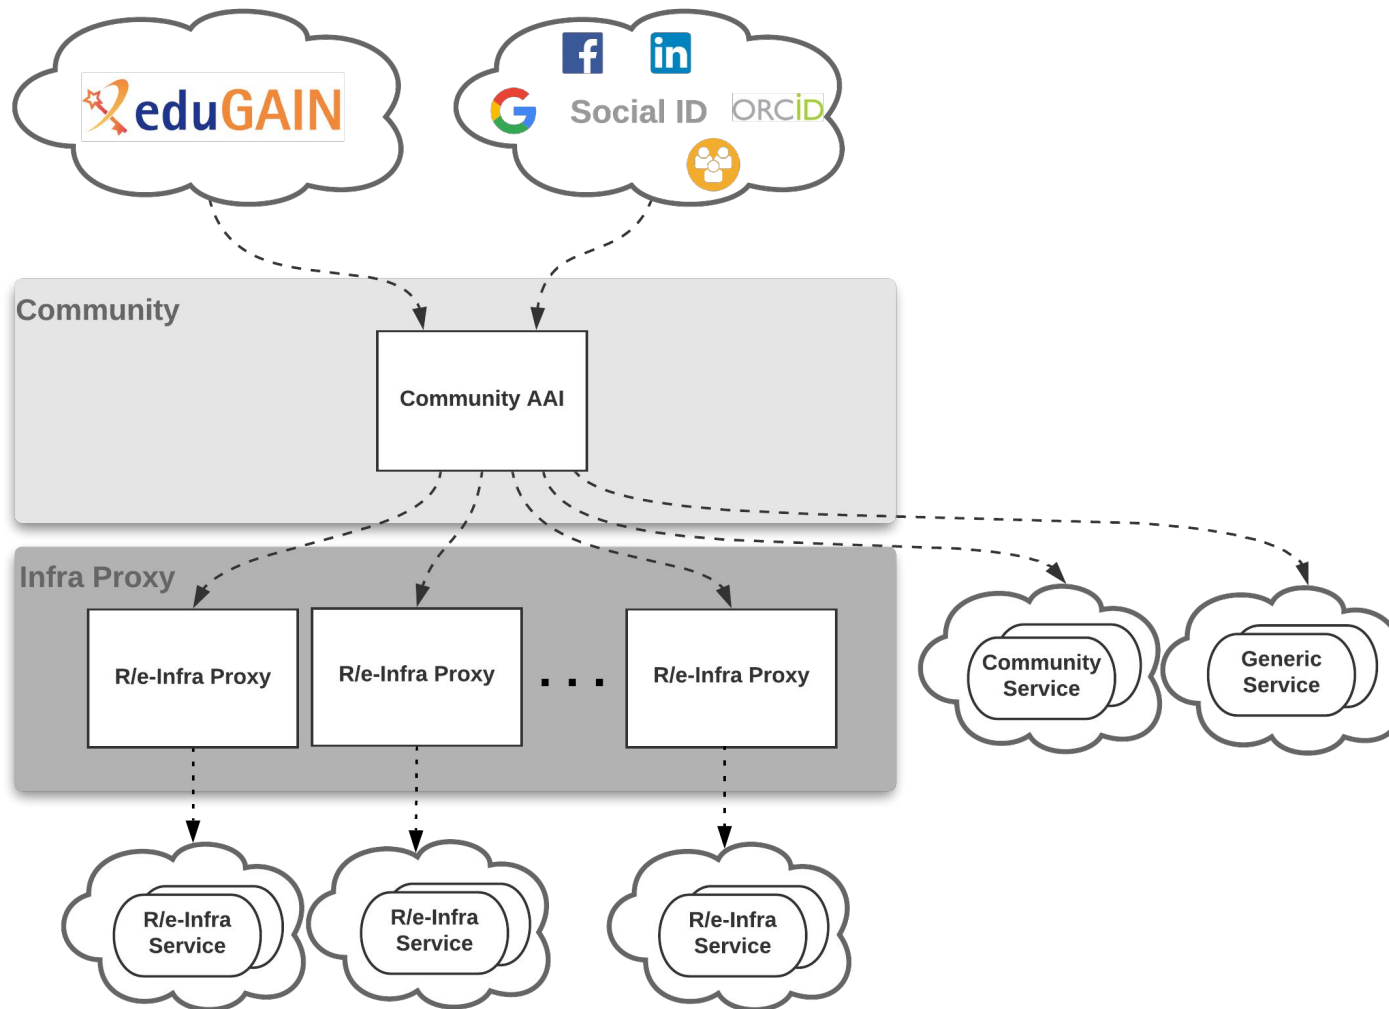 eduGAIN
f
in
G
Social ID
ORCID
Community
Community AAI
Infra Proxy
R/e-Infra Proxy
R/e-Infra Proxy
. . .
R/e-Infra Proxy
Community
Service
Generic
Service
R/e-Infra
Service
R/e-Infra
Service
R/e-Infra
Service